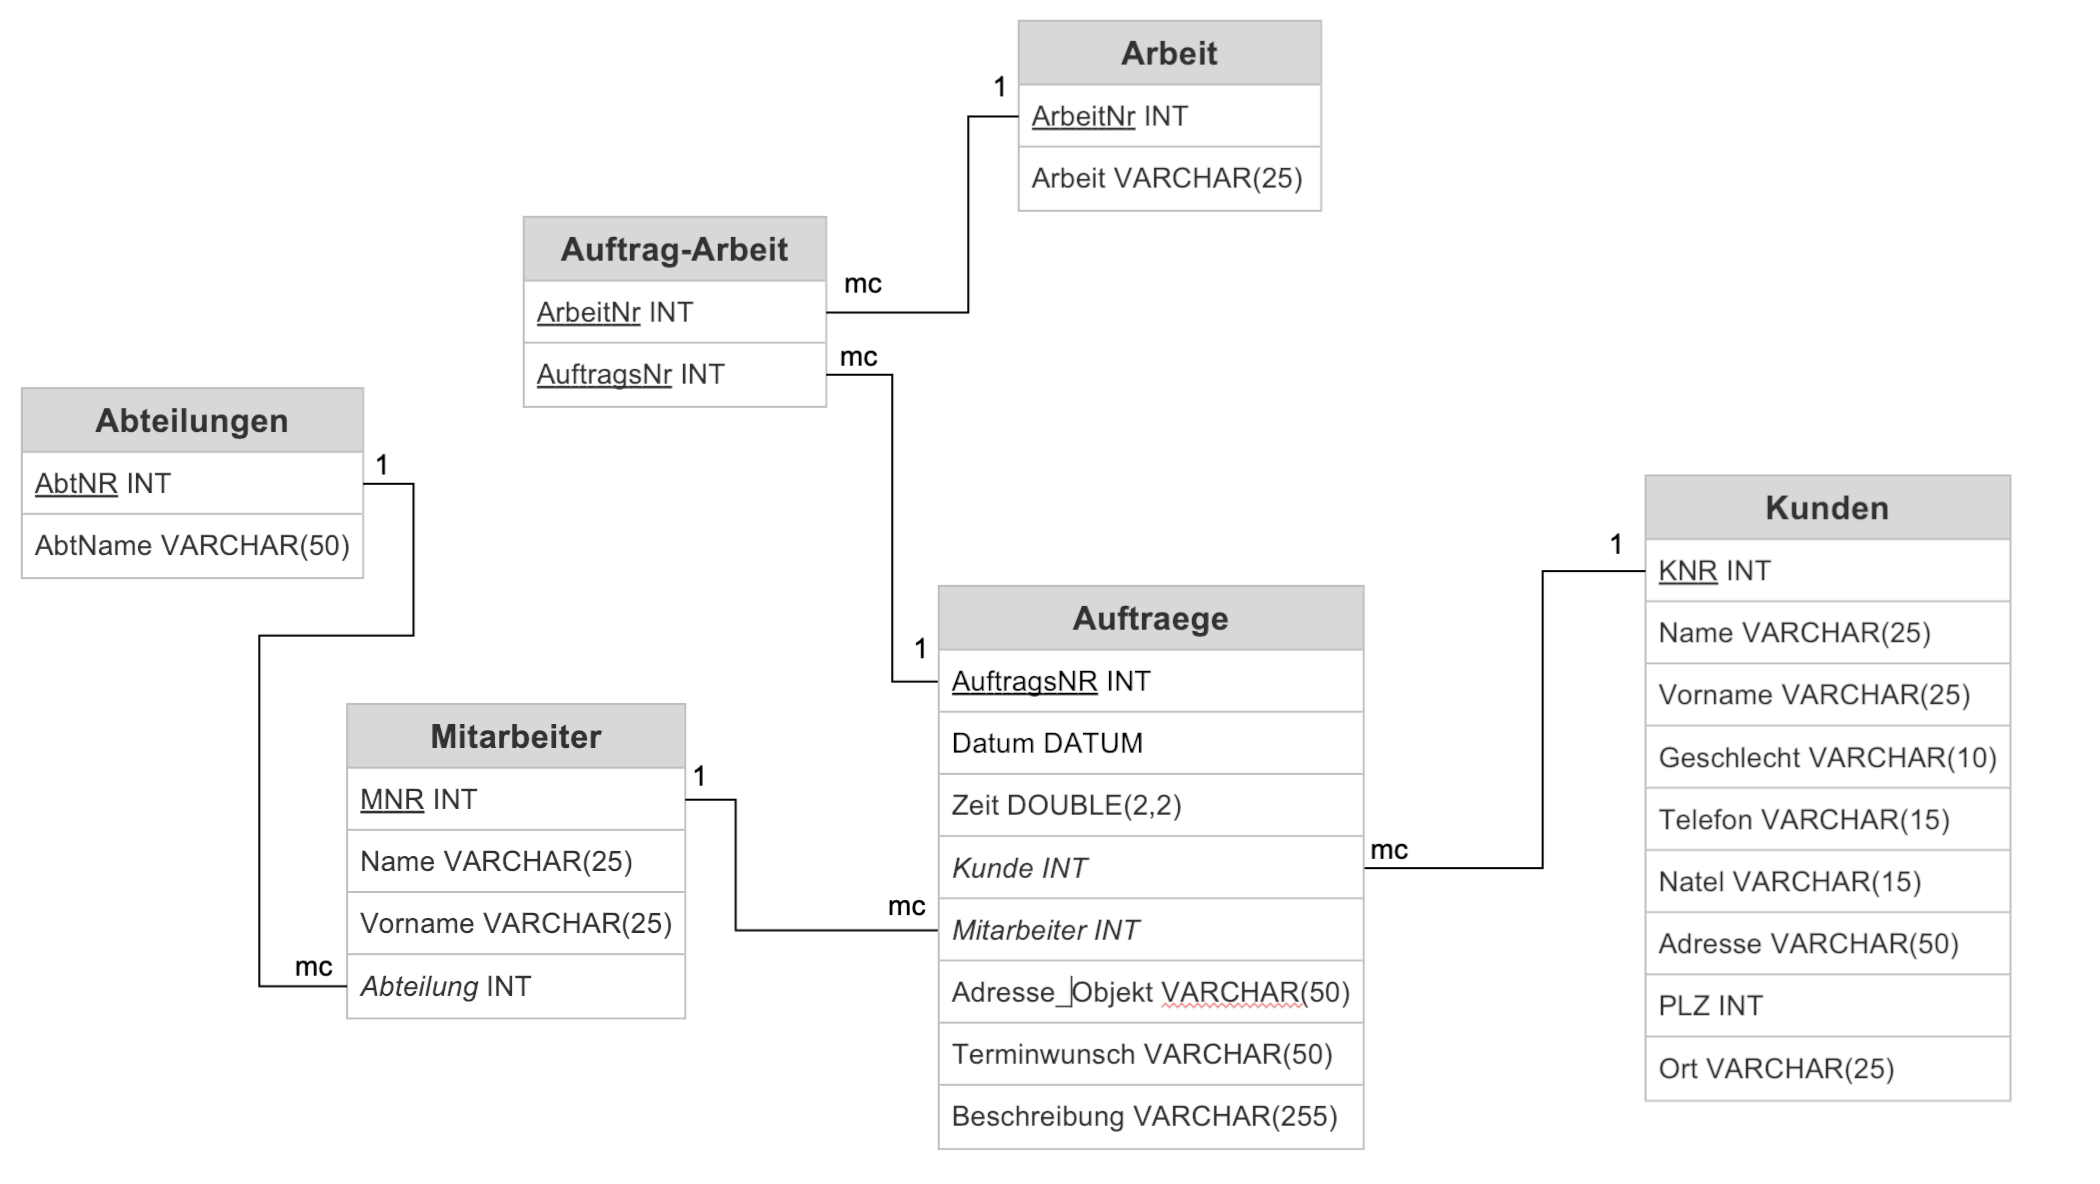 Arbeit
1
ArbeitNr INT
Arbeit VARCHAR(25)
Auftrag-Arbeit
mc
ArbeitNr INT
mc
AuftragsNr INT
Abteilungen
1
AbtNR INT
AbtName VARCHAR(50)
Kunden
1
KNR INT
Name VARCHAR(25)
Vorname VARCHAR(25)
Geschlecht VARCHAR(10)
Telefon VARCHAR(15)
Natel VARCHAR(15)
Adresse VARCHAR(50)
PLZ INT
Ort VARCHAR(25)
Auftraege
1
AuftragsNR INT
Datum DATUM
Zeit DOUBLE(2,2)
Kunde INT
mc
mc
Mitarbeiter INT
Adresse_Objekt VARCHAR(50)
Terminwunsch VARCHAR(50)
Beschreibung VARCHAR(255)
Mitarbeiter
1
MNR INT
Name VARCHAR(25)
Vorname VARCHAR(25)
mc
Abteilung INT